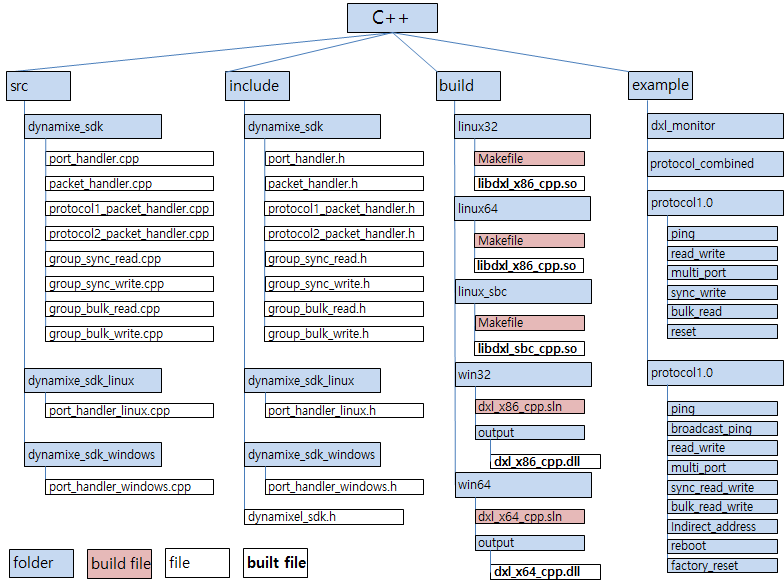 C++
src
dynamixe_sdk
port_handler.cpp
packet_handler.cpp
protocol1_packet_handler.cpp
protocol2_packet_handler.cpp
group_sync_read.cpp
group_sync_write.cpp
group_bulk_read.cpp
group_bulk_write.cpp
dynamixe_sdk_linux
port_handler_linux.cpp
dynamixe_sdk_windows
port_handler_windows.cpp
include
dynamixe_sdk
port_handler.h
packet_handler.h
protocol1_packet_handler.h
protocol2_packet_handler.h
group_sync_read.h
group_sync_write.h
group_bulk_read.h
group_bulk_write.h
dynamixe_sdk_linux
port_handler_linux.h
dynamixe_sdk_windows
port_handler_windows.h
dynamixel_sdk.h
build
linux32
Makefile
libdxl_x86_cpp.so
linux64
Makefile
libdxl_x86_cpp.so
linux_sbc
Makefile
libdxl_sbc_cpp.so
win32
dxl_x86_cpp.sln
output
dxl_x86_cpp.dll
win64
dxl_x64_cpp.sln
output
dxl_x64_cpp.dll
example
dxl_monitor
protocol_combined
protocol1.0
ping
read_write
multi_port
sync_write
bulk_read
reset
protocol1.0
ping
broadcast_ping
read_write
multi_port
sync_read_write
bulk_read_write
Indirect_address
reboot
factory_reset
folder
build file
file
built file